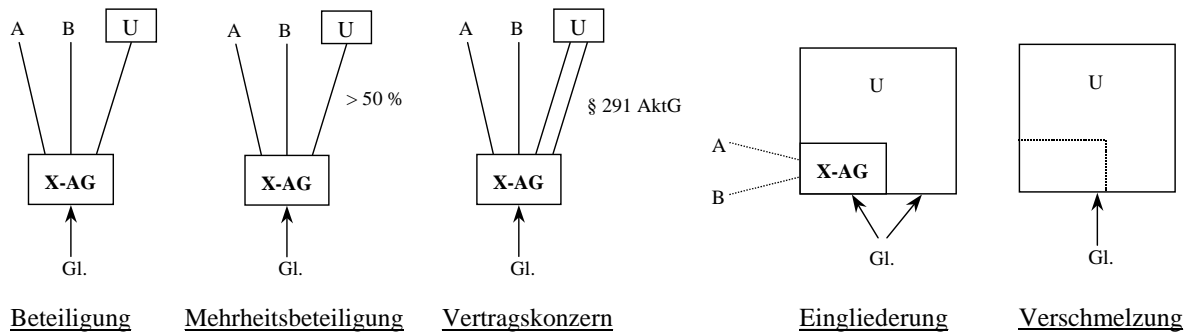 A B U
X-AG
Gl.
Beteiligung
A B U
> 50 %
X-AG
Gl.
Mehrheitsbeteiligung
A B U
§ 291 AktG
X-AG
Gl.
Vertragskonzern
U
A
X-AG
B
Gl.
Eingliederung
U
Gl.
Verschmelzung